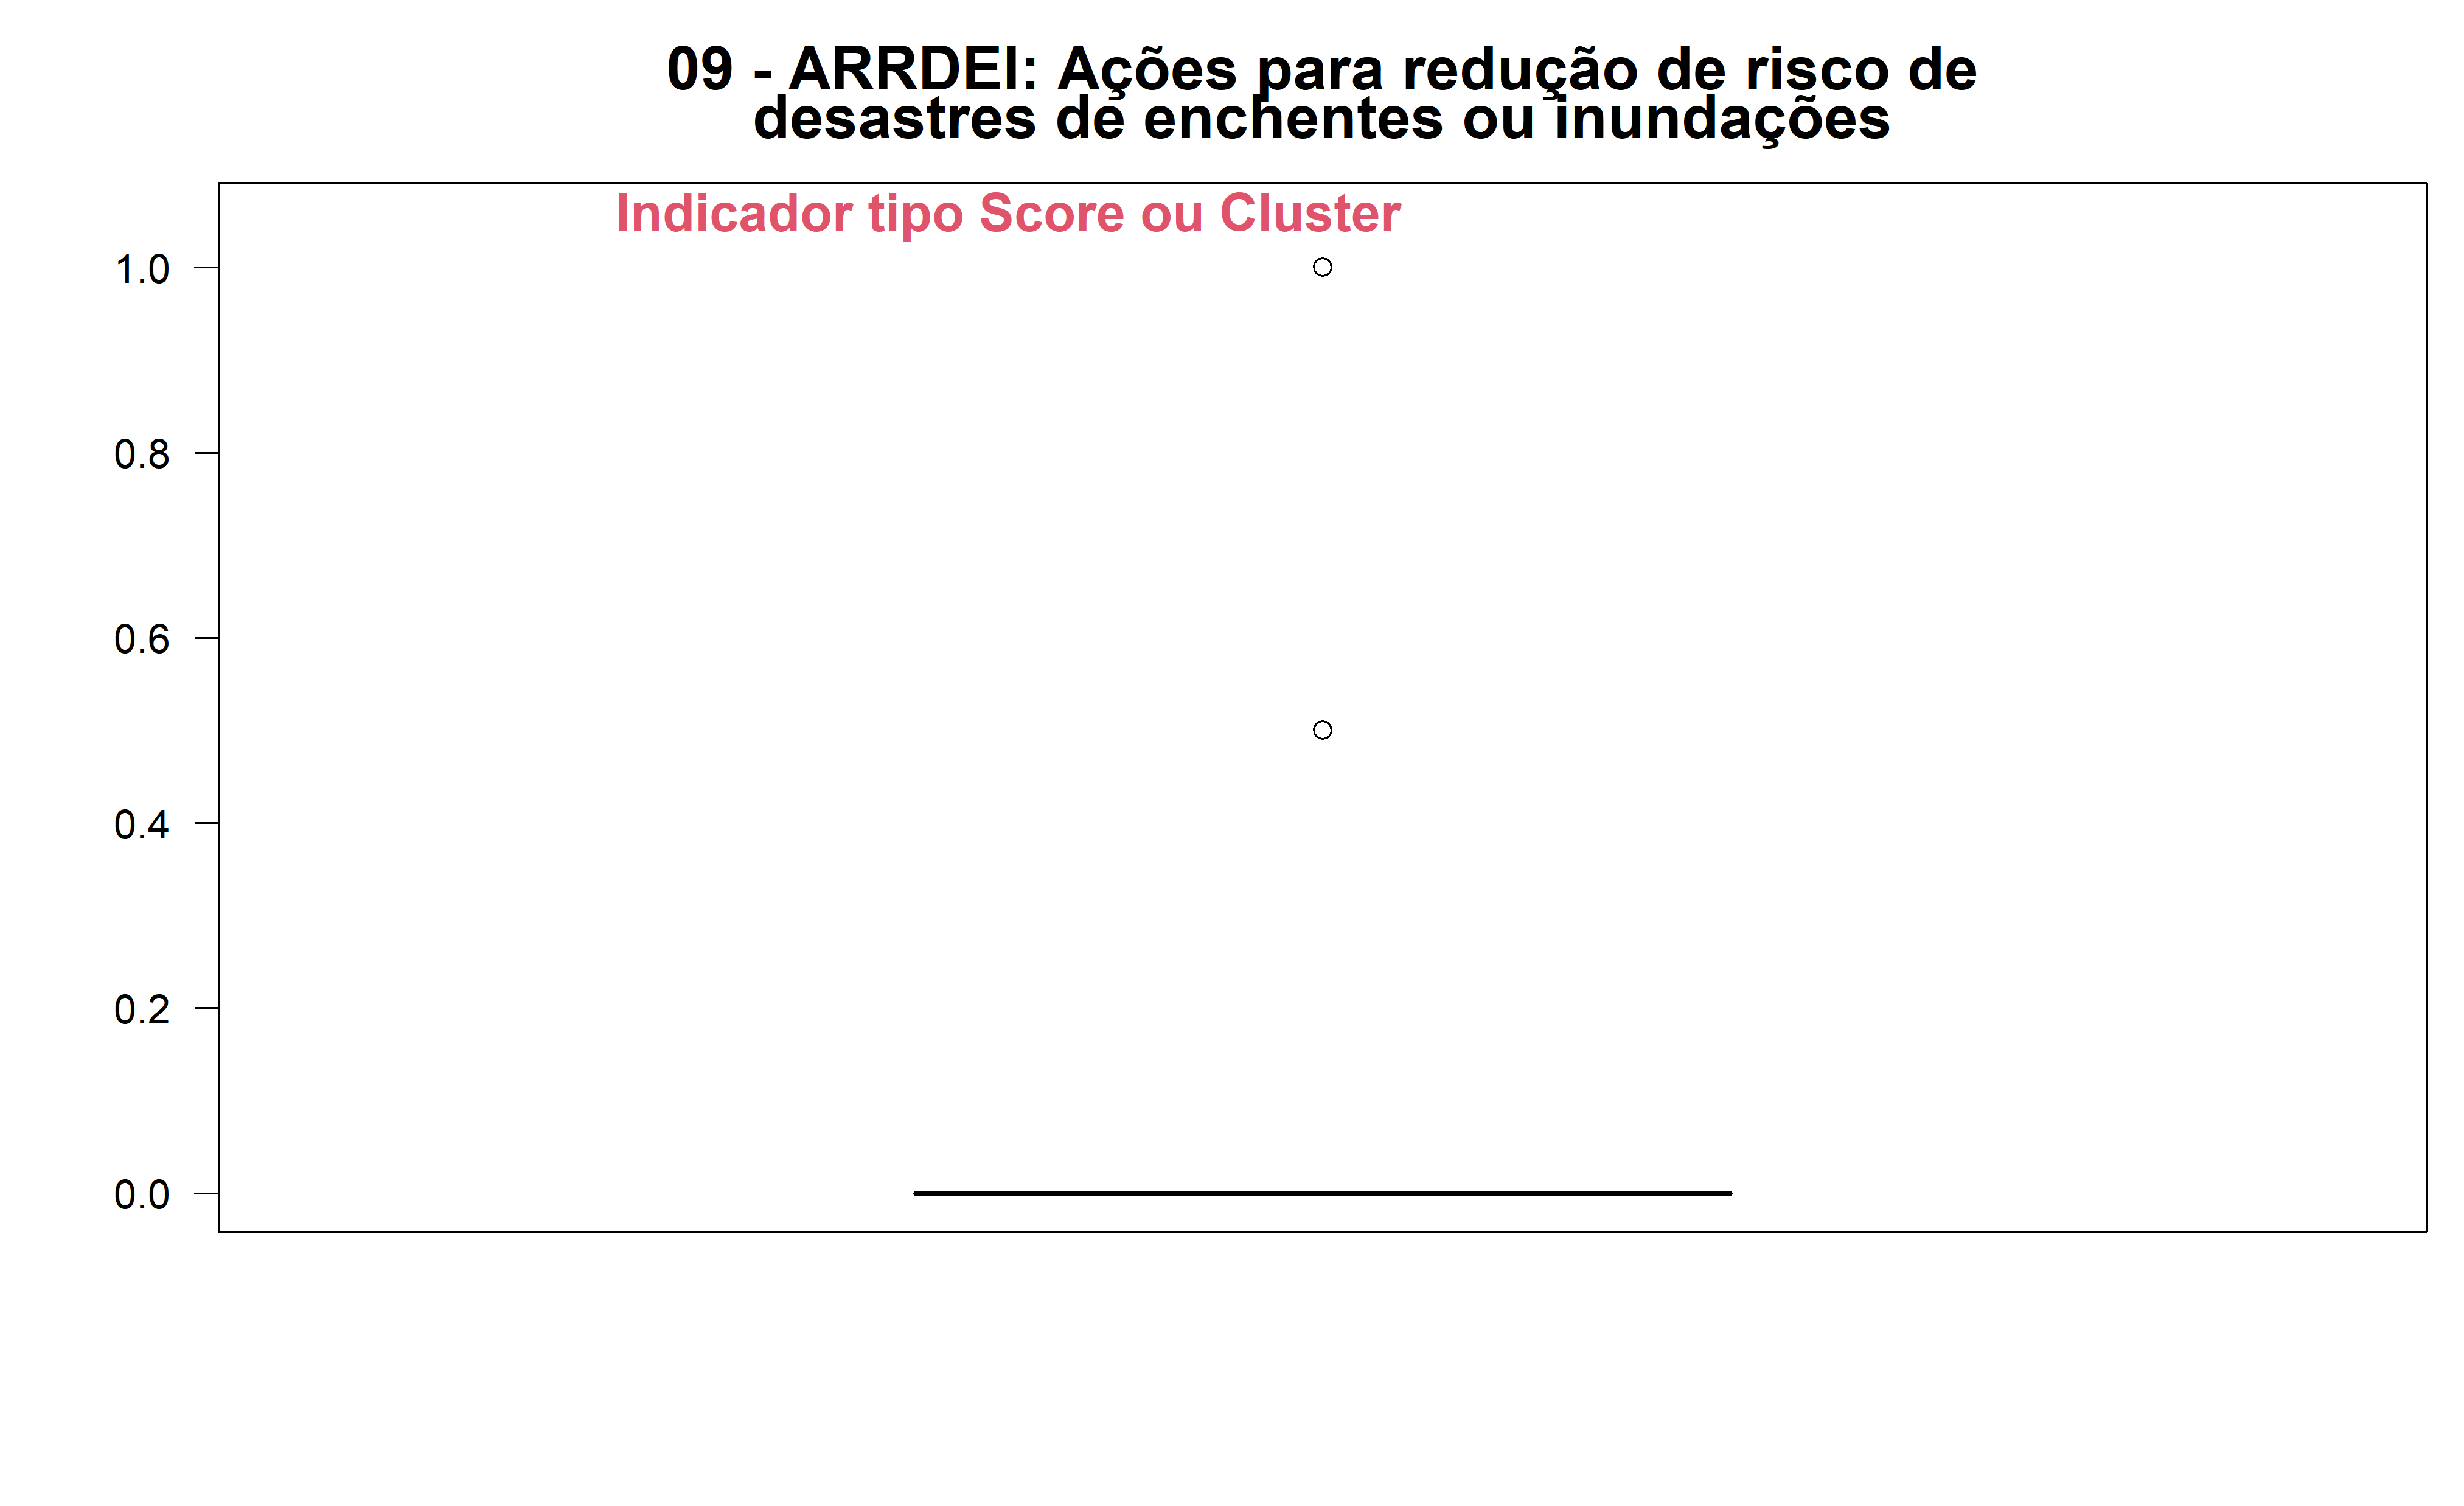 09 - ARRDEI: Ações para redução de risco de
desastres de enchentes ou inundações
Indicador tipo Score ou Cluster
1.0
0.8
0.6
0.4
0.2
0.0